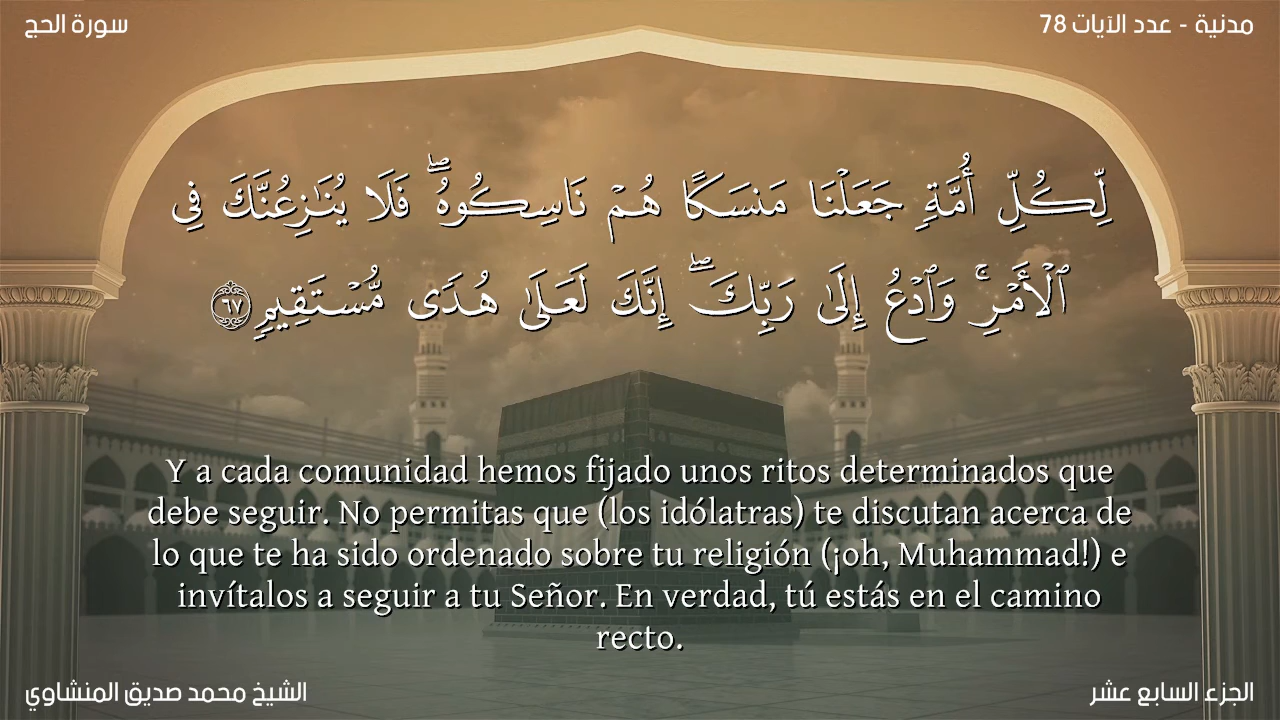 سورة الحج
مدنية - عدد الآيات 78
لِّكُلِّ أُمَّةٍ جَعَلْنَا مَنسَكًا هُمْ نَاسِكُوهُ ۖ فَلَا يُنَـٰزِعُنَّكَ فِى
ٱلْأَمْرِ ۚ وَٱدْعُ إِلَىٰ رَبِّكَ ۖ إِنَّكَ لَعَلَىٰ هُدًى مُّسْتَقِيمٍ ٦٧
Y a cada comunidad hemos fijado unos ritos determinados que
debe seguir. No permitas que (los idólatras) te discutan acerca de
lo que te ha sido ordenado sobre tu religión (¡oh, Muhammad!) e
invítalos a seguir a tu Señor. En verdad, tú estás en el camino
recto.
الشيخ محمد صديق المنشاوي
الجزء السابع عشر